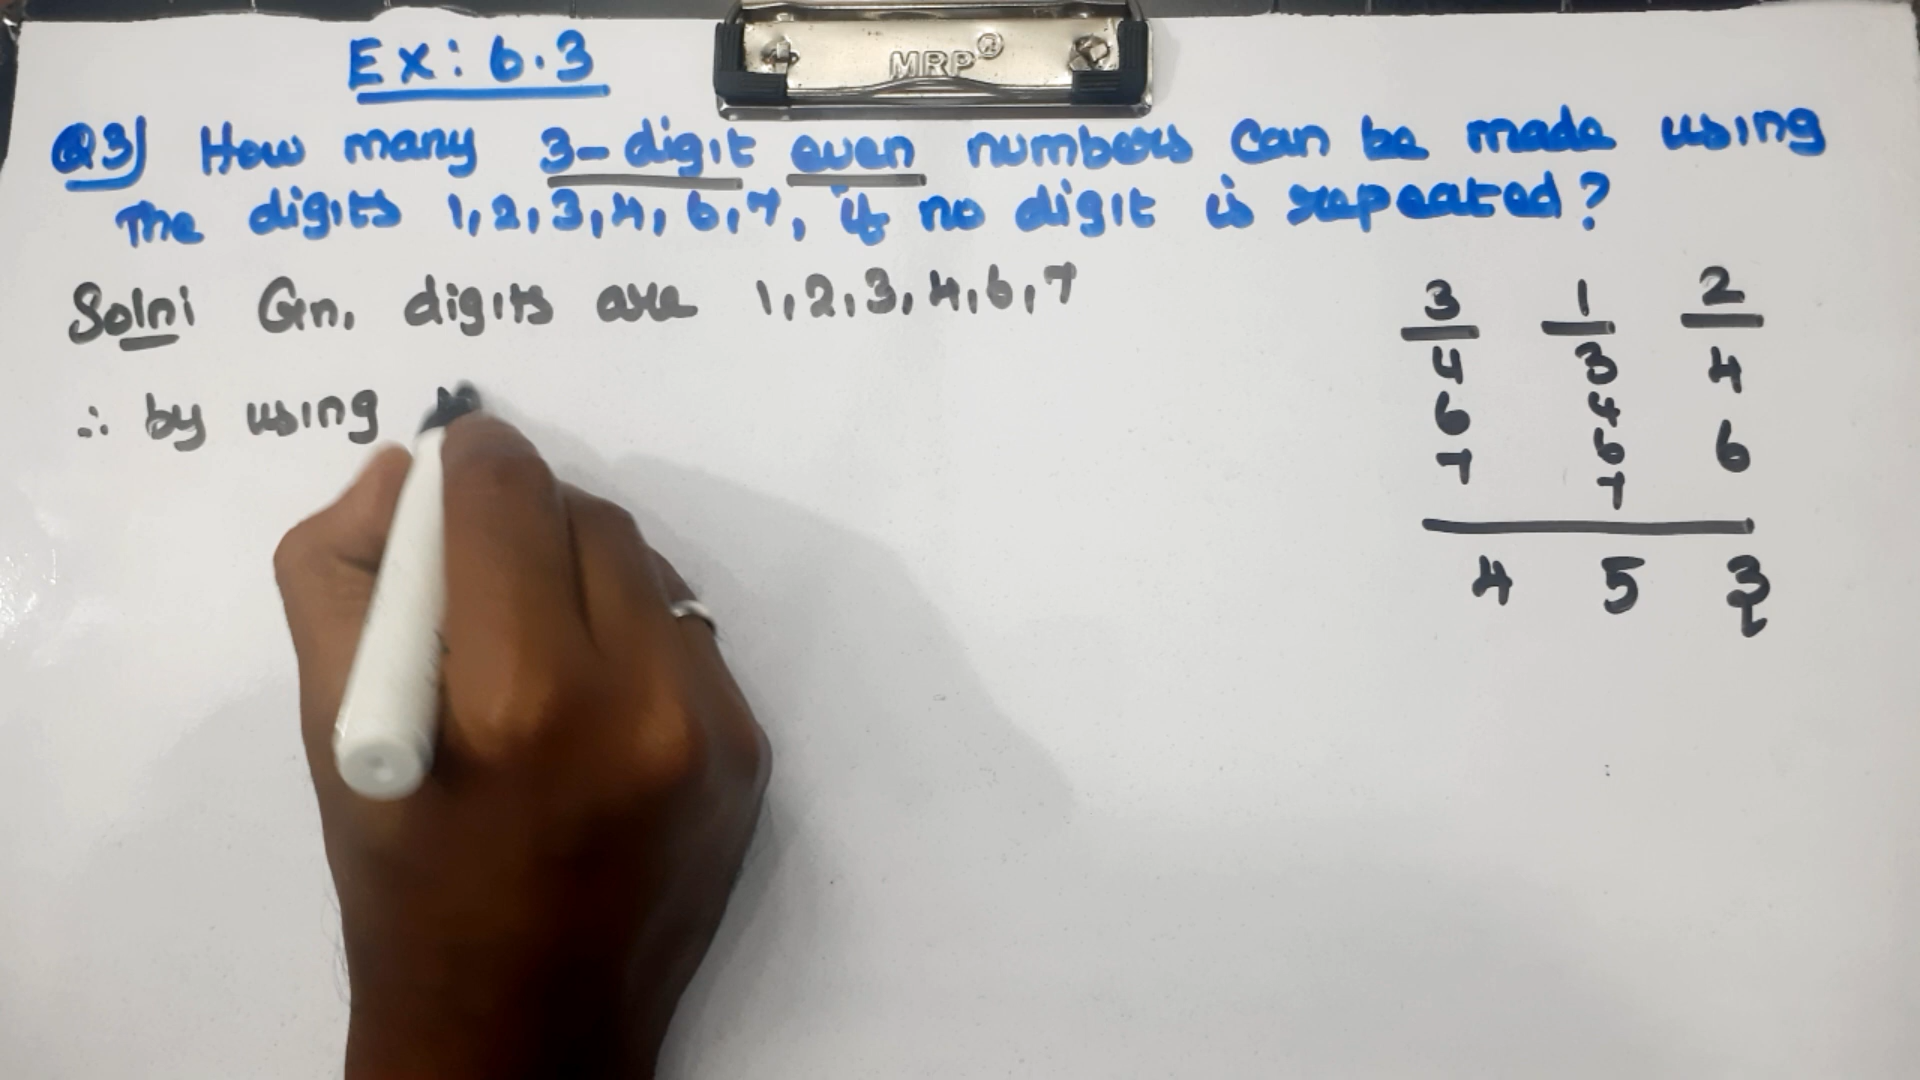 MRP®
Ex: 6.3
Q3) How many 3-digit even numbers can be made using
The digits 1,2,3,4,6,7, if no digit is repeated?
Soln: Gn. digits are 1,2,3,4,6,7
∴ by using
3 1 2
4 3 4
6 4 6
7 6
7
4 5 3